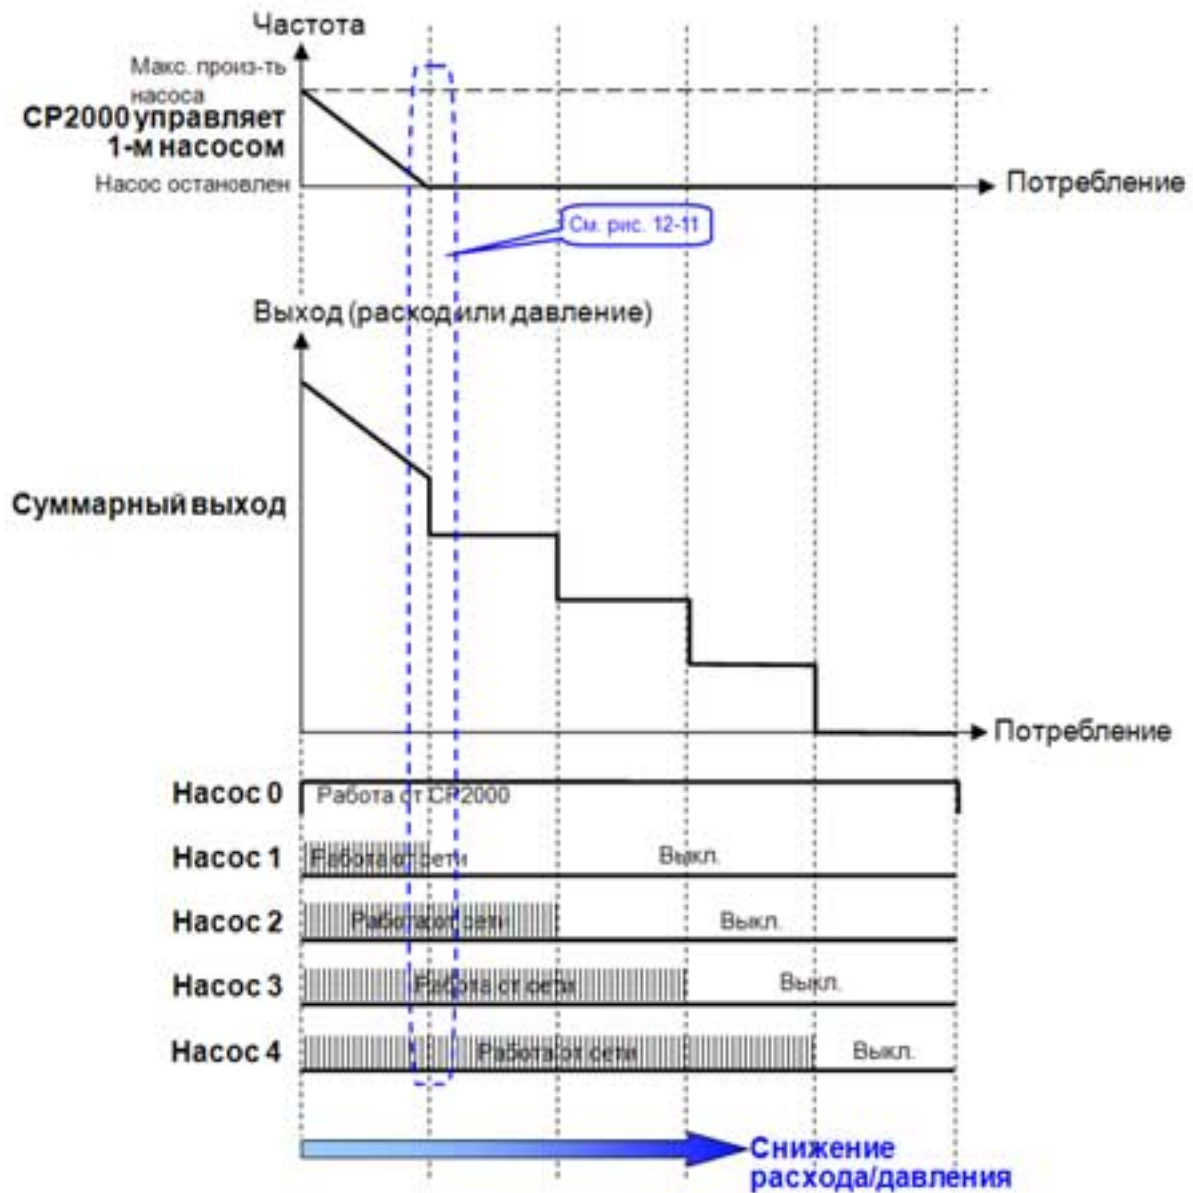 Частота
Макс. произ-ть
насоса
CP2000 управляет
1-м насосом
Насос остановлен
Потребление
См. рис. 12-11
Выход (расход или давление)
Суммарный выход
Потребление
Насос 0
Работа от CP2000
Насос 1
Работа от сети
Выкл.
Насос 2
Работа от сети
Выкл.
Насос 3
Работа от сети
Выкл.
Насос 4
Работа от сети
Выкл.
Снижение
расхода/давления